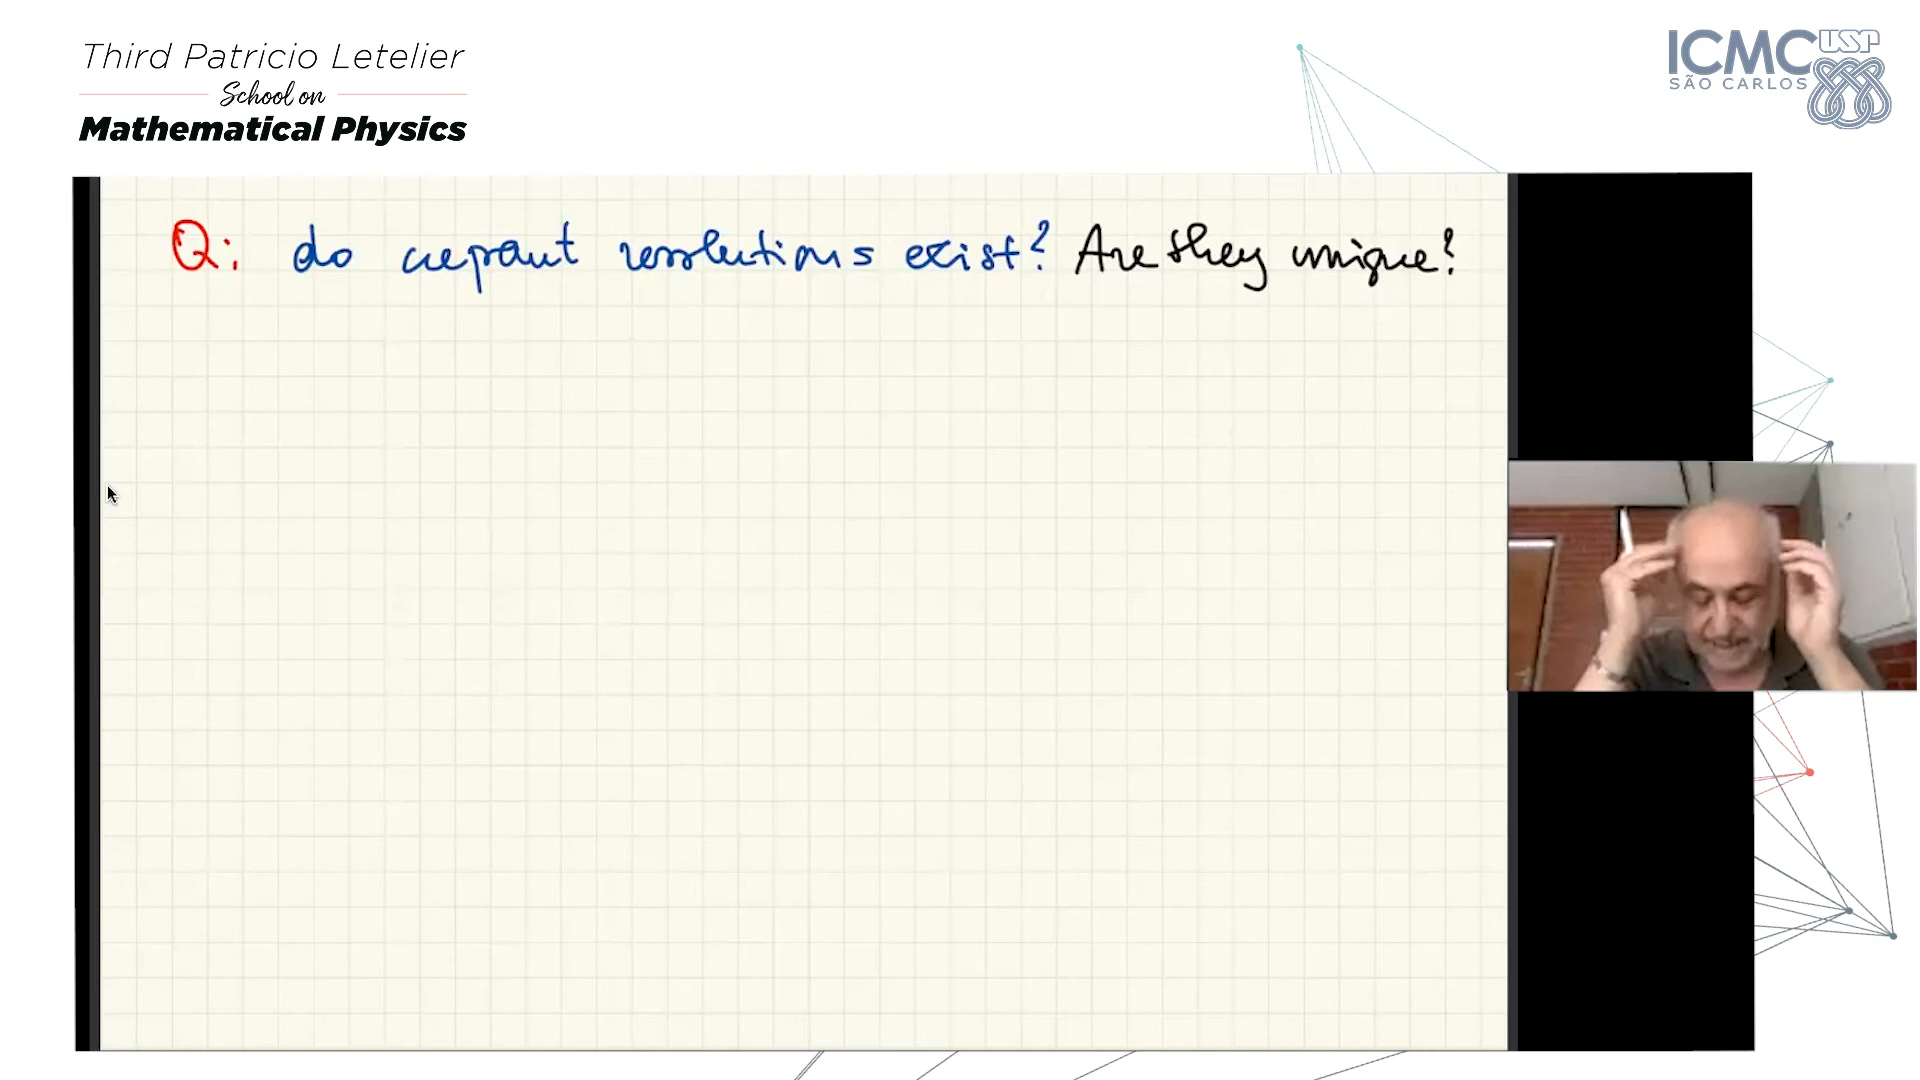 Third Patricio Letelier
School on
Mathematical Physics
ICMC USP
SÃO CARLOS
Q: do crepant resolutions exist? Are they unique?